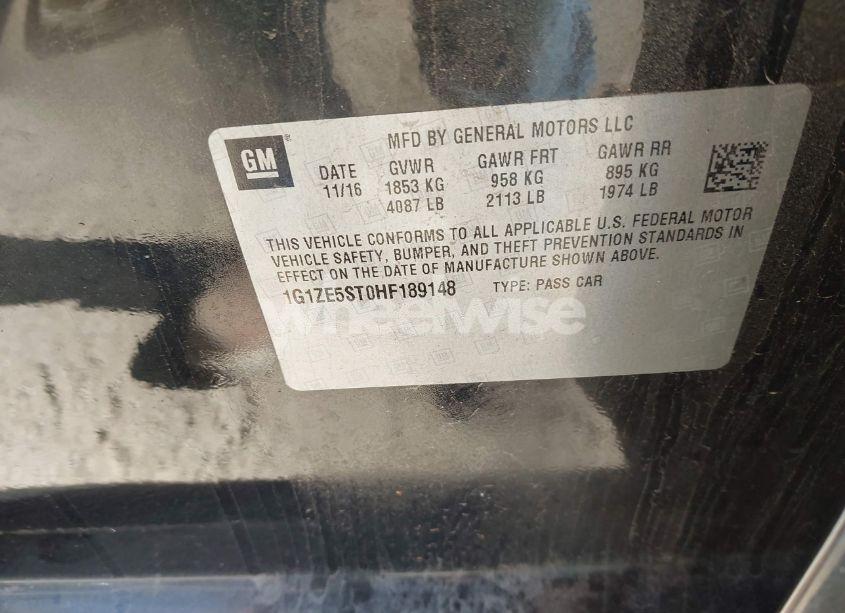 GM
MFD BY GENERAL MOTORS LLC
DATE GVWR GAWR FRT GAWR RR
11/16 1853 KG 958 KG 895 KG
4087 LB 2113 LB 1974 LB
THIS VEHICLE CONFORMS TO ALL APPLICABLE U.S. FEDERAL MOTOR
VEHICLE SAFETY, BUMPER, AND THEFT PREVENTION STANDARDS IN
EFFECT ON THE DATE OF MANUFACTURE SHOWN ABOVE.
1G1ZE5ST0HF189148 TYPE: PASS CAR
wheelwise